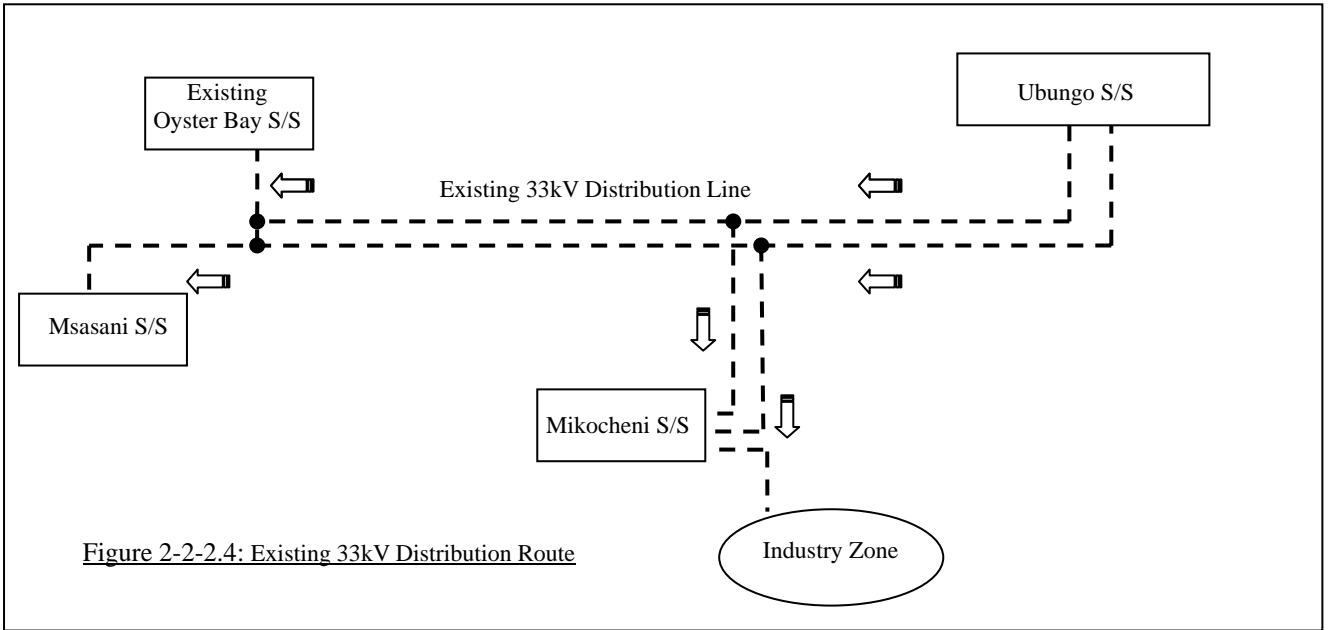 Existing
Oyster Bay S/S
Ubungo S/S
Existing 33kV Distribution Line
Msasani S/S
Mikocheni S/S
Industry Zone
Figure 2-2-2.4: Existing 33kV Distribution Route